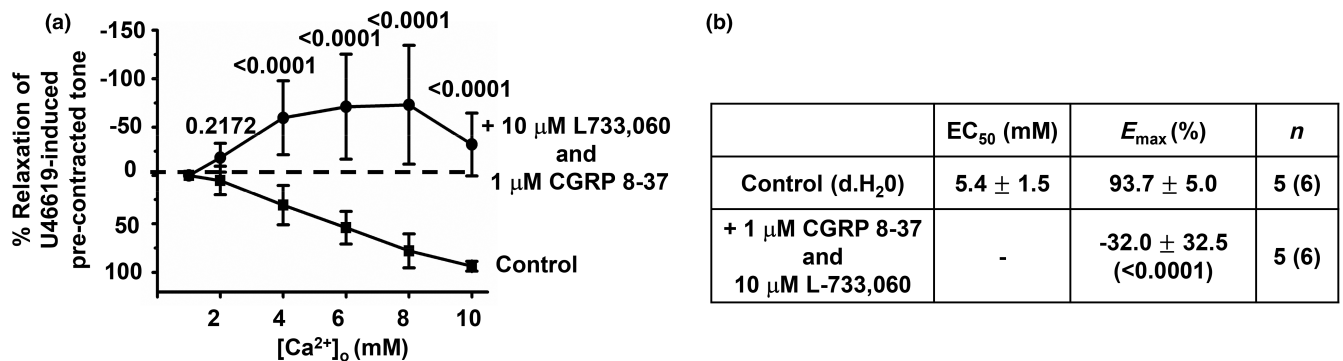 (a)
% Relaxation of
U46619-induced
pre-contracted tone
-150
-100
-50
0
50
100
0.2172
<0.0001
<0.0001
<0.0001
<0.0001
+ 10 μM L733,060
and
1 μM CGRP 8-37
Control
2 4 6 8 10
[Ca²⁺]ₒ (mM)
(b)
EC₅₀ (mM) Eₘₐₓ (%) n
Control (d.H₂0) 5.4 ± 1.5 93.7 ± 5.0 5 (6)
+ 1 μM CGRP 8-37
and
10 μM L-733,060
-
-32.0 ± 32.5
(<0.0001)
5 (6)